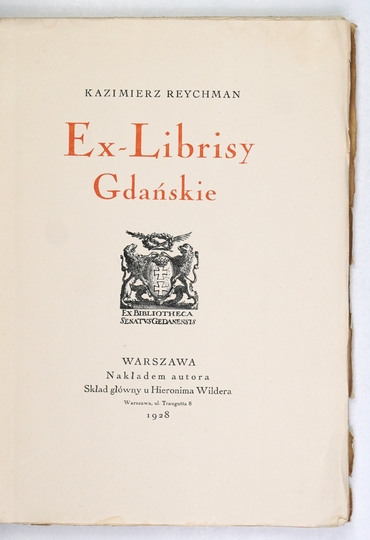 KAZIMIERZ REYCHMAN
Ex-Librisy
Gdańskie
EX BIBLIOTHECA
SENATVS GEDANENSIS
WARSZAWA
Nakładem autora
Skład główny u Hieronima Wildera
Warszawa, ul. Traugutta 8
1928